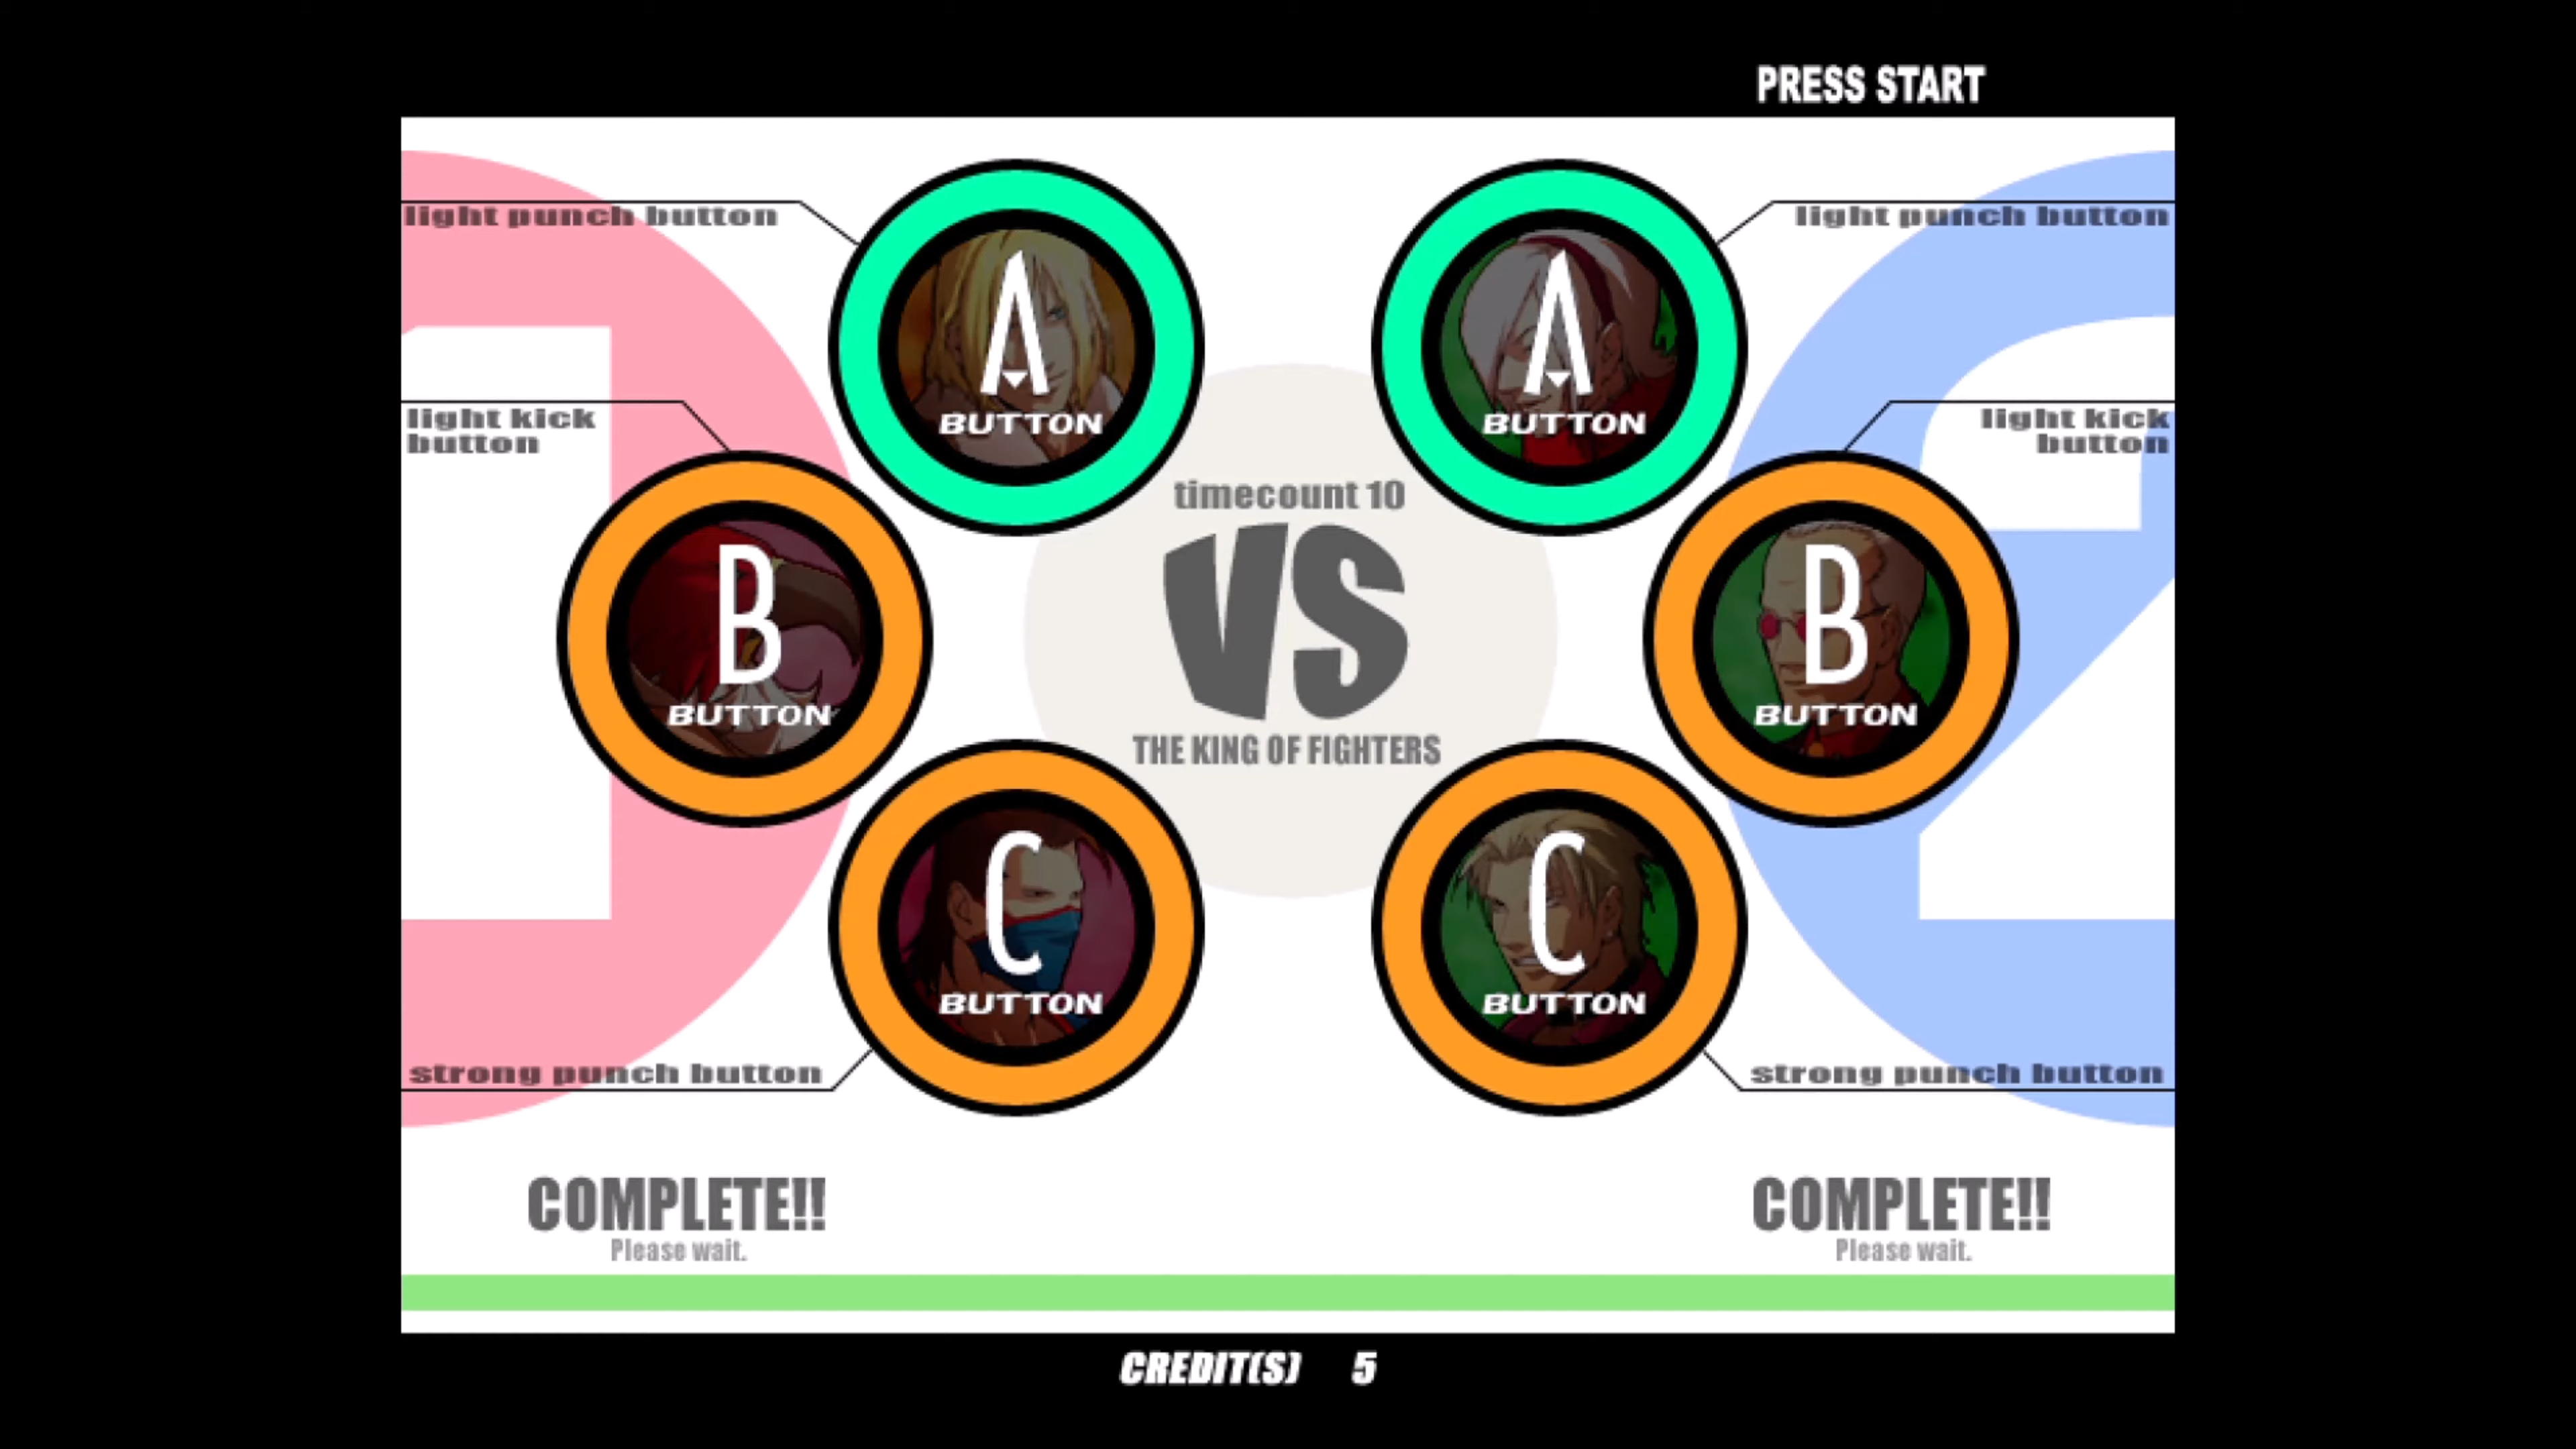 PRESS START
light punch button
light punch button
A
BUTTON
A
BUTTON
light kick
button
light kick
button
timecount 10
VS
THE KING OF FIGHTERS
B
BUTTON
B
BUTTON
C
BUTTON
C
BUTTON
strong punch button
strong punch button
1
2
COMPLETE!!
Please wait.
COMPLETE!!
Please wait.
CREDIT(S) 5